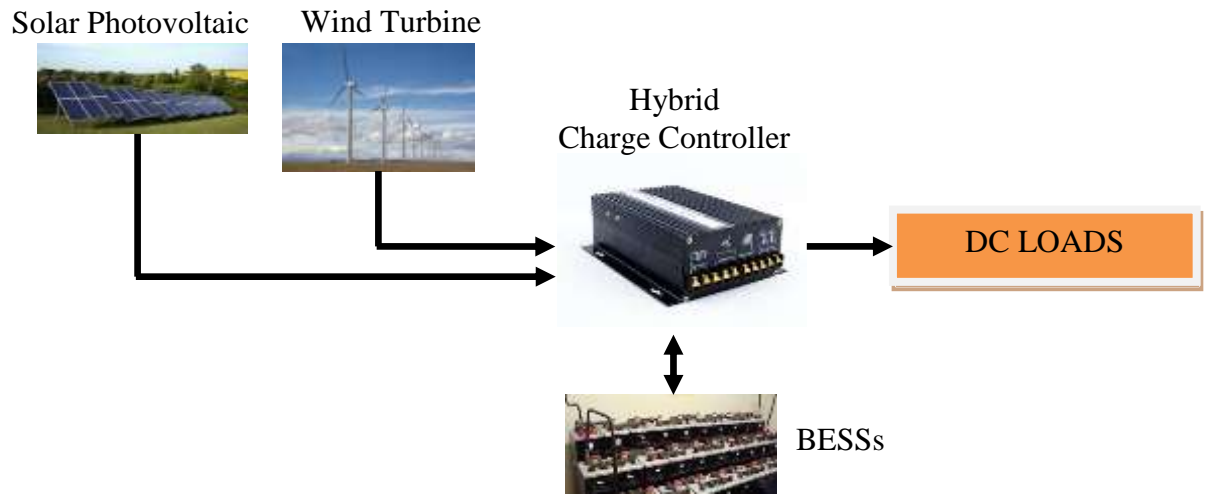 Solar Photovoltaic
Wind Turbine
Hybrid
Charge Controller
DC LOADS
BESSs